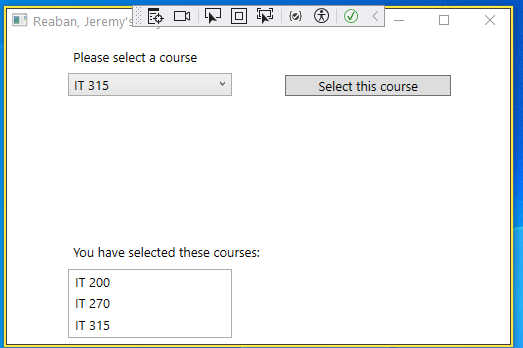 Reaban, Jeremy's
Please select a course
IT 315
Select this course
You have selected these courses:
IT 200
IT 270
IT 315